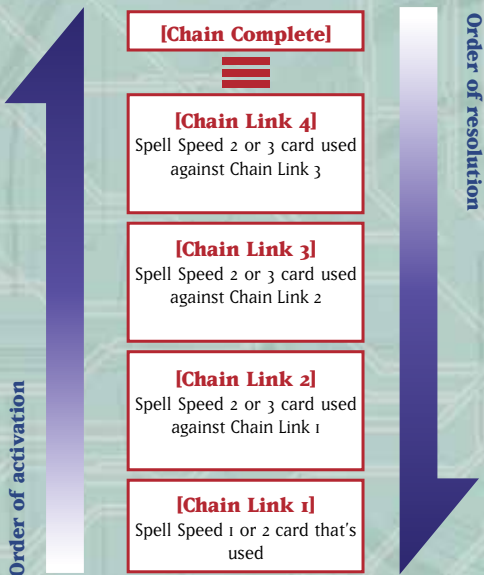 [Chain Complete]
[Chain Link 4]
Spell Speed 2 or 3 card used
against Chain Link 3
[Chain Link 3]
Spell Speed 2 or 3 card used
against Chain Link 2
[Chain Link 2]
Spell Speed 2 or 3 card used
against Chain Link 1
[Chain Link 1]
Spell Speed 1 or 2 card that's
used
Order of activation
Order of resolution